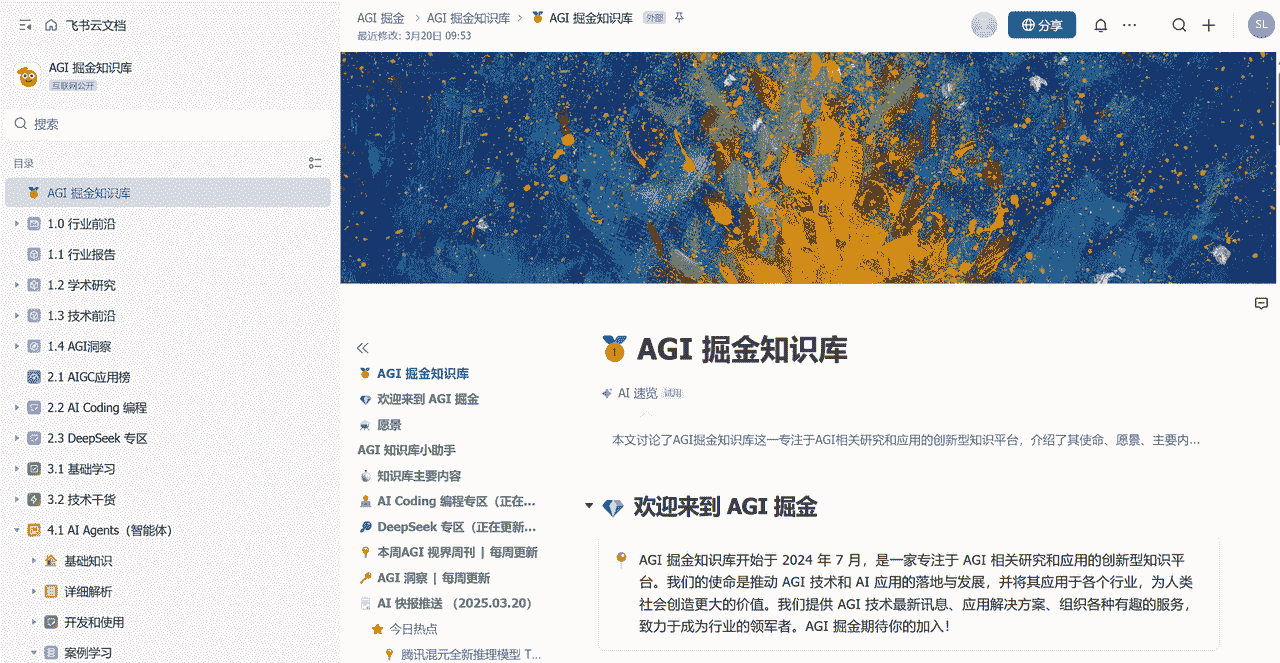 飞书云文档
AGI 掘金知识库
互联网公开
搜索
目录
AGI 掘金知识库
1.0 行业前沿
1.1 行业报告
1.2 学术研究
1.3 技术前沿
1.4 AGI洞察
2.1 AIGC应用榜
2.2 AI Coding 编程
2.3 DeepSeek 专区
3.1 基础学习
3.2 技术干货
4.1 AI Agents（智能体）
基础知识
详细解析
开发和使用
案例学习
AGI 掘金 > AGI 掘金知识库 > AGI 掘金知识库 外部
最近修改: 3月20日 09:53
分享
SL
AGI 掘金知识库
欢迎来到 AGI 掘金
愿景
AGI 知识库小助手
知识库主要内容
AI Coding 编程专区（正在...
DeepSeek 专区（正在更新...
本周AGI 视界周刊 | 每周更新
AGI 洞察 | 每周更新
AI 快报推送 （2025.03.20）
今日热点
腾讯混元全新推理模型 T...
1
AGI 掘金知识库
AI 速览 试用
本文讨论了AGI掘金知识库这一专注于AGI相关研究和应用的创新型知识平台，介绍了其使命、愿景、主要内...
欢迎来到 AGI 掘金
AGI 掘金知识库开始于 2024 年 7 月，是一家专注于 AGI 相关研究和应用的创新型知识平
台。我们的使命是推动 AGI 技术和 AI 应用的落地与发展，并将其应用于各个行业，为人类
社会创造更大的价值。我们提供 AGI 技术最新讯息、应用解决方案、组织各种有趣的服务，
致力于成为行业的领军者。AGI 掘金期待你的加入！